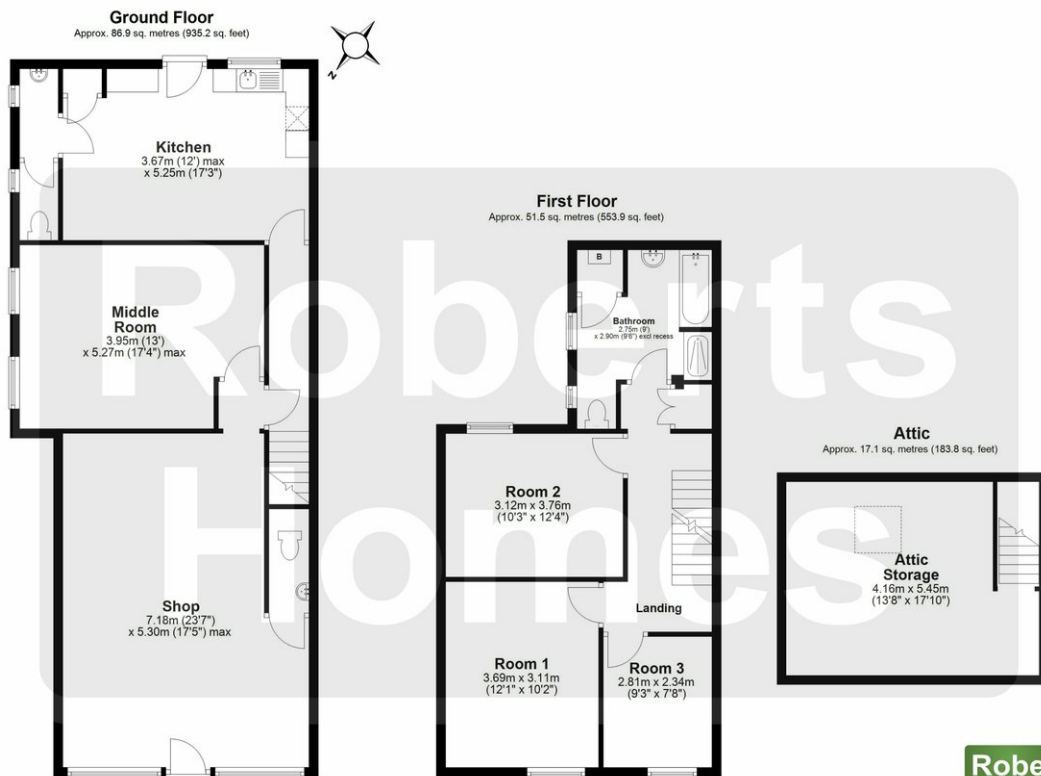 Ground Floor
Approx. 86.9 sq. metres (935.2 sq. feet)
N
Kitchen
3.67m (12') max
x 5.25m (17'3")
Middle
Room
3.95m (13')
x 5.27m (17'4") max
Shop
7.18m (23'7")
x 5.30m (17'5") max
First Floor
Approx. 51.5 sq. metres (553.9 sq. feet)
B
Bathroom
2.75m (9')
x 2.90m (9'6") excl recess
Room 2
3.12m x 3.76m
(10'3" x 12'4")
Landing
Room 1
3.69m x 3.11m
(12'1" x 10'2")
Room 3
2.81m x 2.34m
(9'3" x 7'8")
Attic
Approx. 17.1 sq. metres (183.8 sq. feet)
Attic
Storage
4.16m x 5.45m
(13'8" x 17'10")
Roberts
Homes
Robe